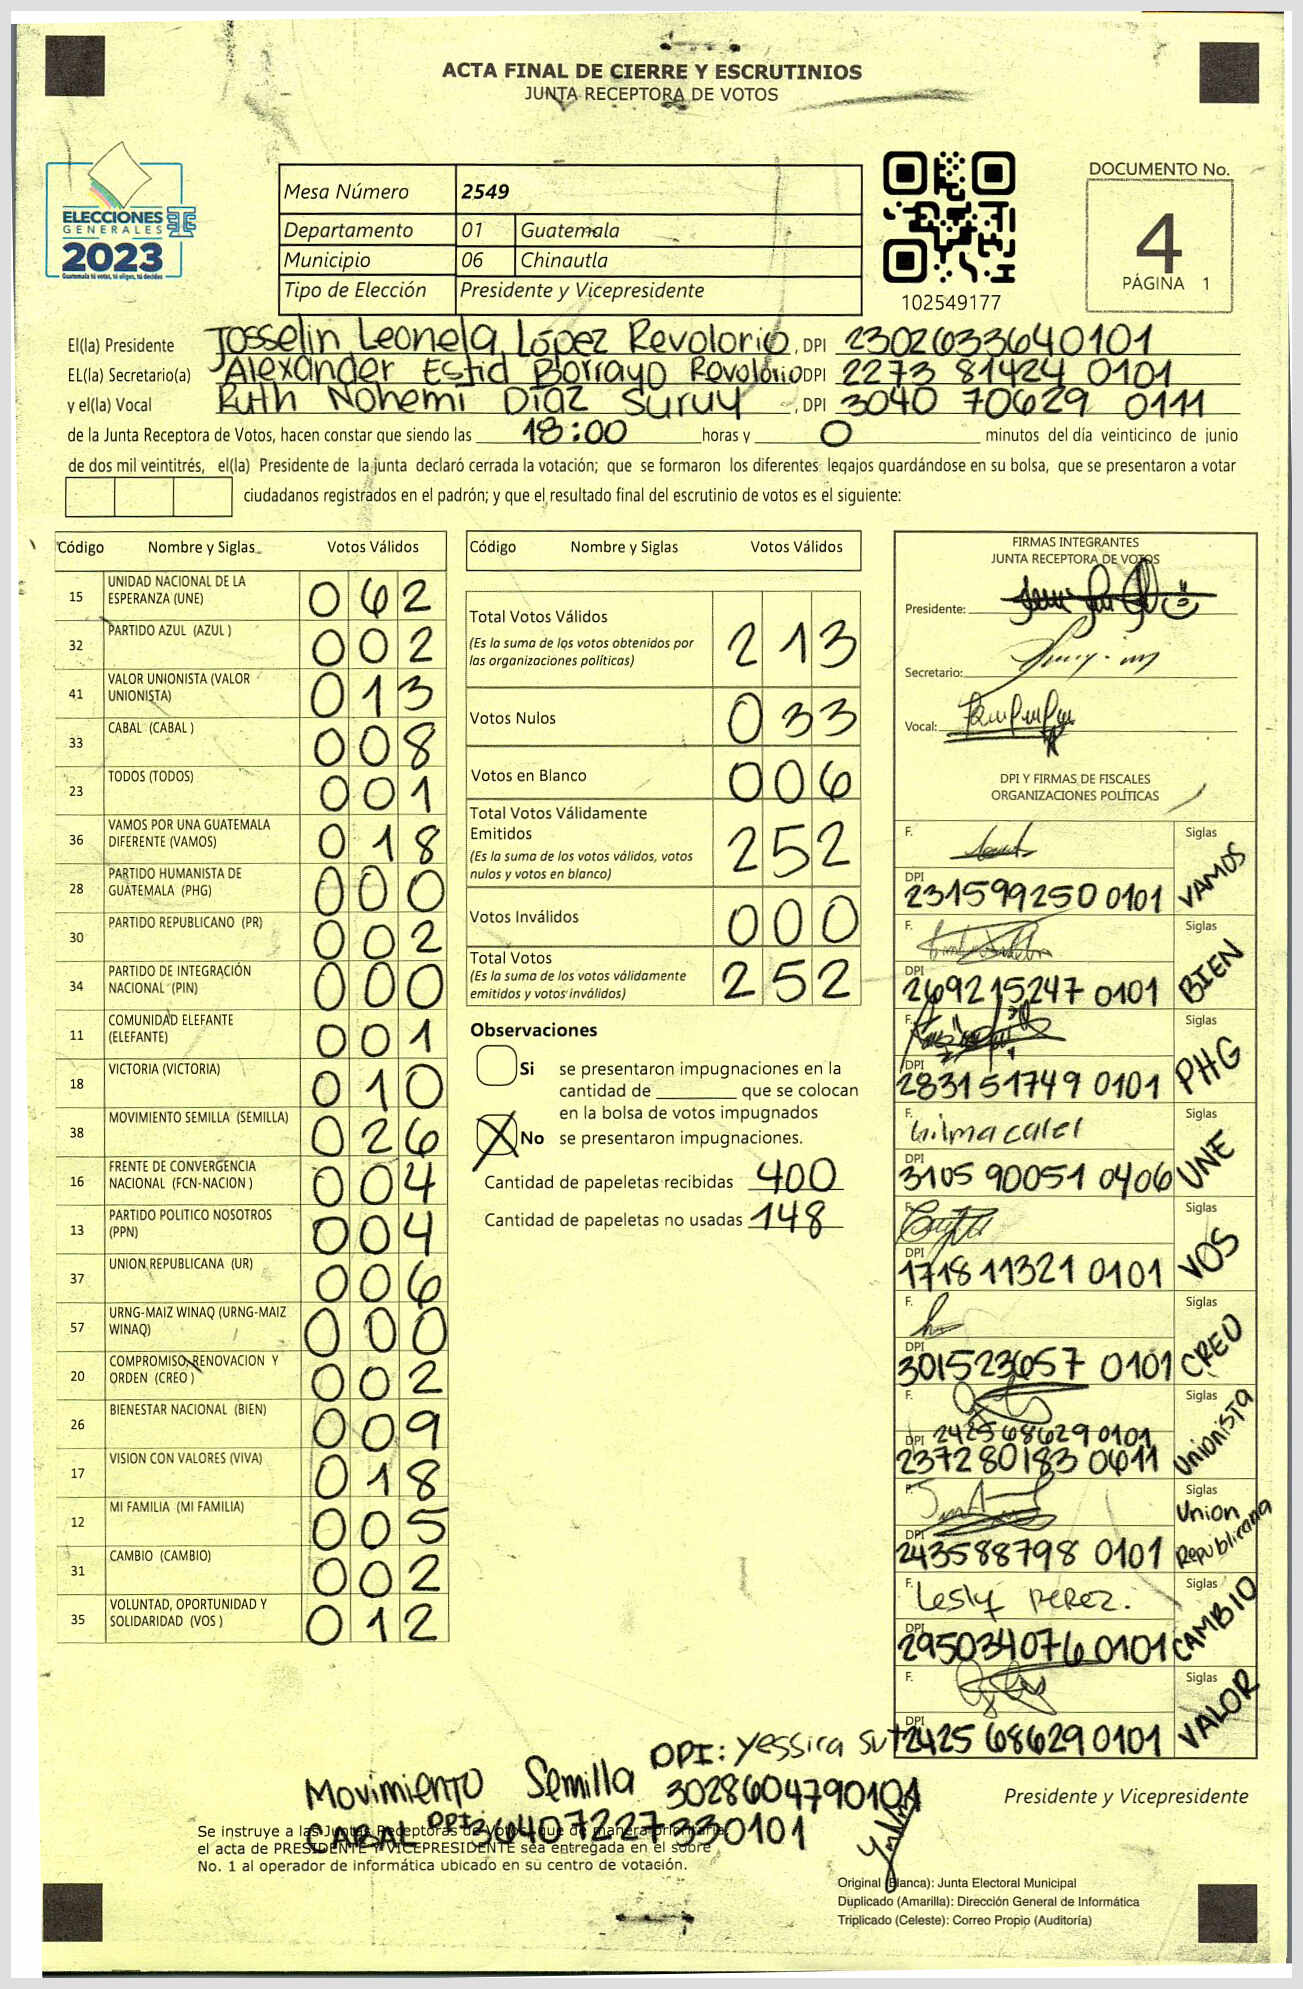 ACTA FINAL DE CIERRE Y ESCRUTINIOS
JUNTA RECEPTORA DE VOTOS
ELECCIONES
GENERALES
2023
Guatemala tú votas, tú eliges, tú decides
Mesa Número 2549
Departamento 01 Guatemala
Municipio 06 Chinautla
Tipo de Elección Presidente y Vicepresidente
102549177
DOCUMENTO No.
4
PÁGINA 1
El(la) Presidente Josselin Leonela López Revolorio, DPI 2302633640101
EL(la) Secretario(a) Alexander Estid Borrayo Revolorio DPI 2273 81424 0101
y el(la) Vocal Ruth Nohemi Díaz Suruy, DPI 3040 70629 0111
de la Junta Receptora de Votos, hacen constar que siendo las 18:00 horas y 0 minutos del día veinticinco de junio
de dos mil veintitrés, el(la) Presidente de la junta declaró cerrada la votación; que se formaron los diferentes legajos guardándose en su bolsa, que se presentaron a votar
ciudadanos registrados en el padrón; y que el resultado final del escrutinio de votos es el siguiente:
Código Nombre y Siglas Votos Válidos
15 UNIDAD NACIONAL DE LA ESPERANZA (UNE) 062
32 PARTIDO AZUL (AZUL ) 002
41 VALOR UNIONISTA (VALOR UNIONISTA) 013
33 CABAL (CABAL ) 008
23 TODOS (TODOS) 001
36 VAMOS POR UNA GUATEMALA DIFERENTE (VAMOS) 018
28 PARTIDO HUMANISTA DE GUATEMALA (PHG) 000
30 PARTIDO REPUBLICANO (PR) 002
34 PARTIDO DE INTEGRACIÓN NACIONAL (PIN) 000
11 COMUNIDAD ELEFANTE (ELEFANTE) 001
18 VICTORIA (VICTORIA) 010
38 MOVIMIENTO SEMILLA (SEMILLA) 026
16 FRENTE DE CONVERGENCIA NACIONAL (FCN-NACION ) 004
13 PARTIDO POLITICO NOSOTROS (PPN) 004
37 UNION REPUBLICANA (UR) 006
57 URNG-MAIZ WINAQ (URNG-MAIZ WINAQ) 000
20 COMPROMISO, RENOVACION Y ORDEN (CREO ) 002
26 BIENESTAR NACIONAL (BIEN) 009
17 VISION CON VALORES (VIVA) 018
12 MI FAMILIA (MI FAMILIA) 005
31 CAMBIO (CAMBIO) 002
35 VOLUNTAD, OPORTUNIDAD Y SOLIDARIDAD (VOS ) 012
Código Nombre y Siglas Votos Válidos
Total Votos Válidos 213
(Es la suma de los votos obtenidos por
las organizaciones políticas)
Votos Nulos 033
Votos en Blanco 006
Total Votos Válidamente
Emitidos 252
(Es la suma de los votos válidos, votos
nulos y votos en blanco)
Votos Inválidos 000
Total Votos 252
(Es la suma de los votos válidamente
emitidos y votos inválidos)
Observaciones
Si se presentaron impugnaciones en la
cantidad de ________ que se colocan
en la bolsa de votos impugnados
X No se presentaron impugnaciones.
Cantidad de papeletas recibidas 400
Cantidad de papeletas no usadas 148
FIRMAS INTEGRANTES
JUNTA RECEPTORA DE VOTOS
Presidente:
Secretario:
Vocal:
DPI Y FIRMAS DE FISCALES
ORGANIZACIONES POLÍTICAS
F. Siglas VAMOS
DPI 231599250 0101
F. Siglas BIEN
DPI 269215247 0101
F. Siglas PHG
DPI 283151749 0101
F. Wilma calel Siglas UNE
DPI 3105 90051 0406
F. Siglas VOS
DPI 171811321 0101
F. Siglas CREO
DPI 301523657 0101
F. Siglas Unionista
DPI 242568629 0101
237280183 0611
F. Siglas Union Republicana
DPI 243588798 0101
F. Lesly Perez. Siglas CAMBIO
DPI 295034076 0101
F. Siglas VALOR
DPI 2425 68629 0101
DPI: Yessica Sut
Movimiento Semilla 3028604790101
CABAL DPI 36407227330101
Presidente y Vicepresidente
Se instruye a las Juntas Receptoras de Votos, que de manera prioritaria,
el acta de PRESIDENTE Y VICEPRESIDENTE sea entregada en el sobre
No. 1 al operador de informática ubicado en su centro de votación.
Original (Blanca): Junta Electoral Municipal
Duplicado (Amarilla): Dirección General de Informática
Triplicado (Celeste): Correo Propio (Auditoría)